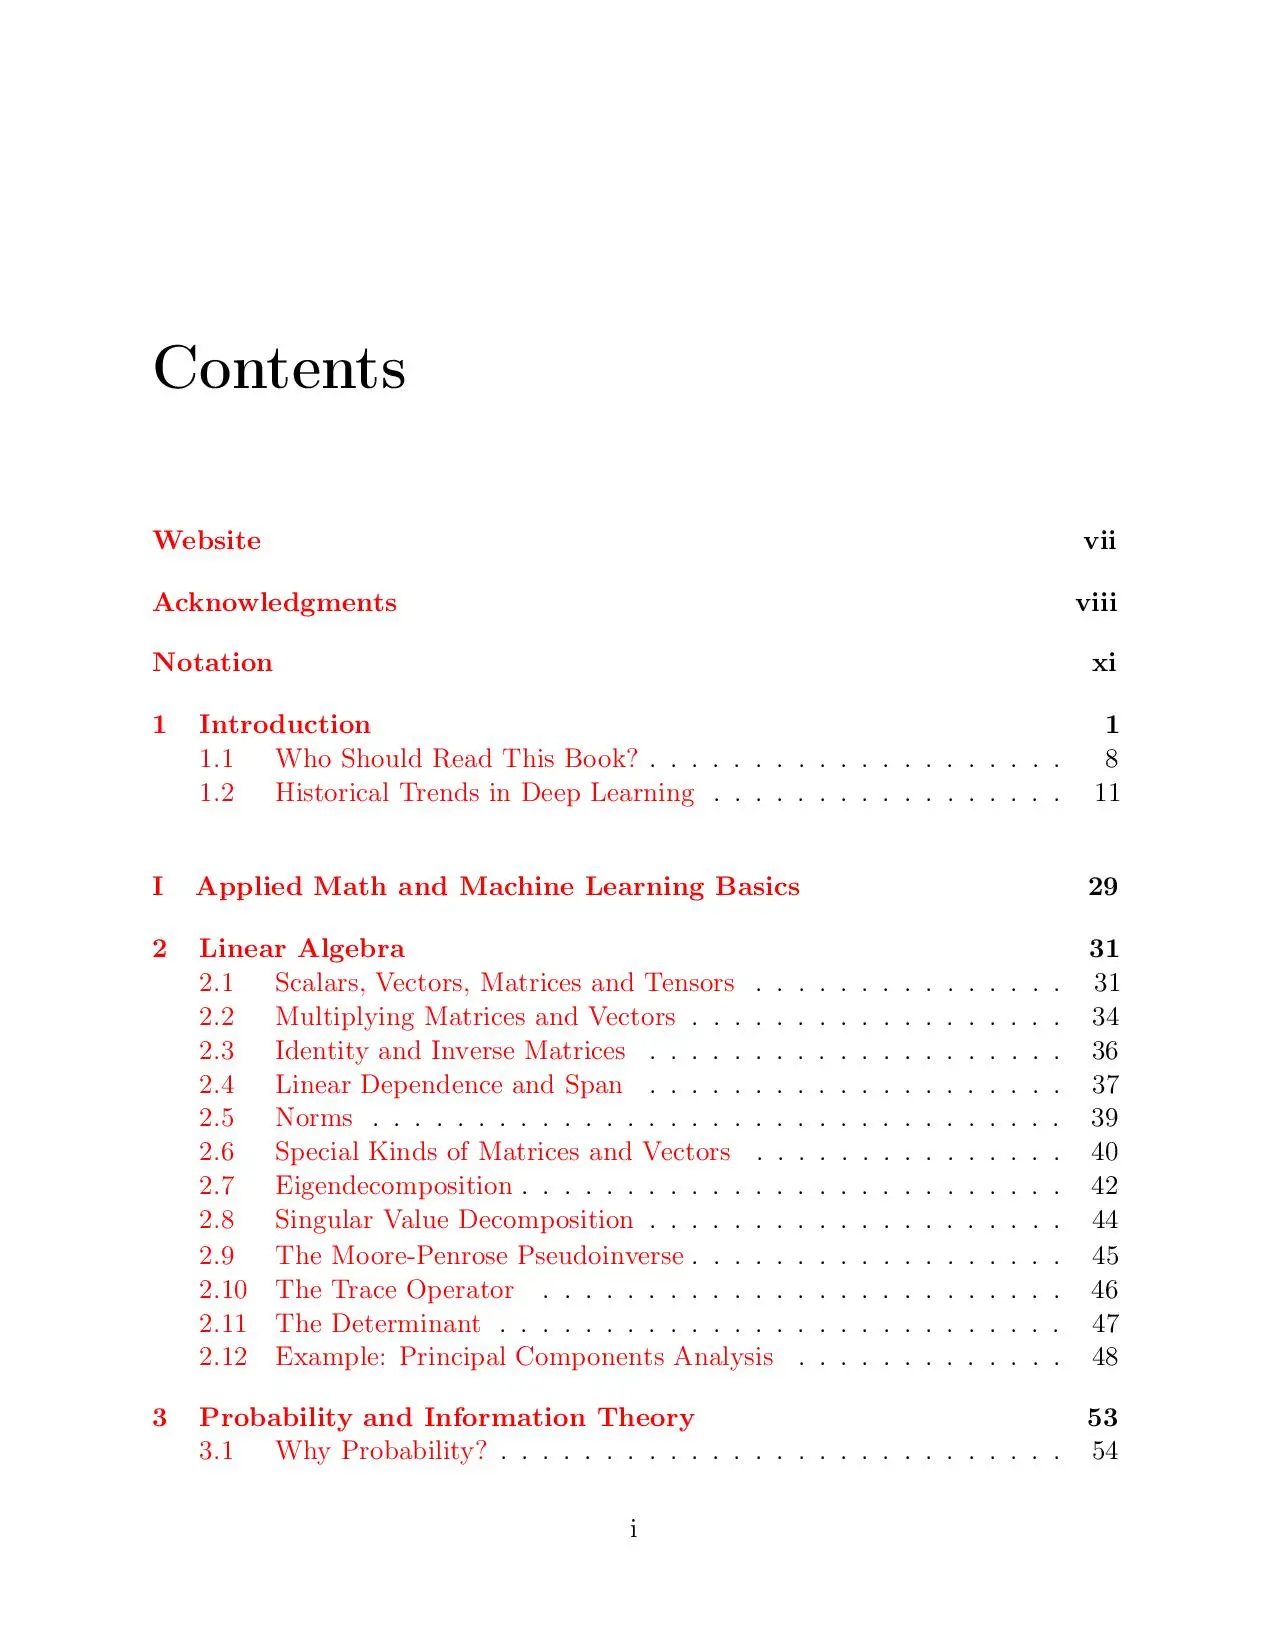 Contents
Website vii
Acknowledgments viii
Notation xi
1 Introduction 1
1.1 Who Should Read This Book? . . . . . . . . . . . . . . . . . . . . 8
1.2 Historical Trends in Deep Learning . . . . . . . . . . . . . . . . . 11
I Applied Math and Machine Learning Basics 29
2 Linear Algebra 31
2.1 Scalars, Vectors, Matrices and Tensors . . . . . . . . . . . . . . . 31
2.2 Multiplying Matrices and Vectors . . . . . . . . . . . . . . . . . . 34
2.3 Identity and Inverse Matrices . . . . . . . . . . . . . . . . . . . . 36
2.4 Linear Dependence and Span . . . . . . . . . . . . . . . . . . . . 37
2.5 Norms . . . . . . . . . . . . . . . . . . . . . . . . . . . . . . . . . 39
2.6 Special Kinds of Matrices and Vectors . . . . . . . . . . . . . . . 40
2.7 Eigendecomposition . . . . . . . . . . . . . . . . . . . . . . . . . . 42
2.8 Singular Value Decomposition . . . . . . . . . . . . . . . . . . . . 44
2.9 The Moore-Penrose Pseudoinverse . . . . . . . . . . . . . . . . . . 45
2.10 The Trace Operator . . . . . . . . . . . . . . . . . . . . . . . . . 46
2.11 The Determinant . . . . . . . . . . . . . . . . . . . . . . . . . . . 47
2.12 Example: Principal Components Analysis . . . . . . . . . . . . . 48
3 Probability and Information Theory 53
3.1 Why Probability? . . . . . . . . . . . . . . . . . . . . . . . . . . . 54
i